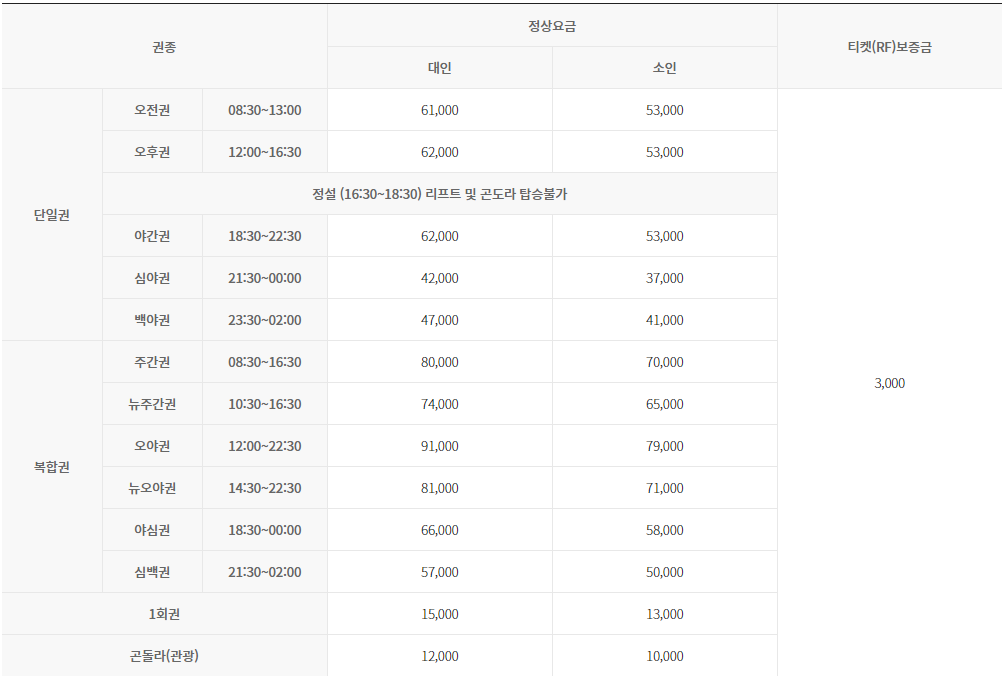 권종 정상요금 티켓(RF)보증금
대인 소인
단일권 오전권 08:30~13:00 61,000 53,000 3,000
오후권 12:00~16:30 62,000 53,000
정설 (16:30~18:30) 리프트 및 곤도라 탑승불가
야간권 18:30~22:30 62,000 53,000
심야권 21:30~00:00 42,000 37,000
백야권 23:30~02:00 47,000 41,000
복합권 주간권 08:30~16:30 80,000 70,000
뉴주간권 10:30~16:30 74,000 65,000
오야권 12:00~22:30 91,000 79,000
뉴오야권 14:30~22:30 81,000 71,000
야심권 18:30~00:00 66,000 58,000
심백권 21:30~02:00 57,000 50,000
1회권 15,000 13,000
곤돌라(관광) 12,000 10,000